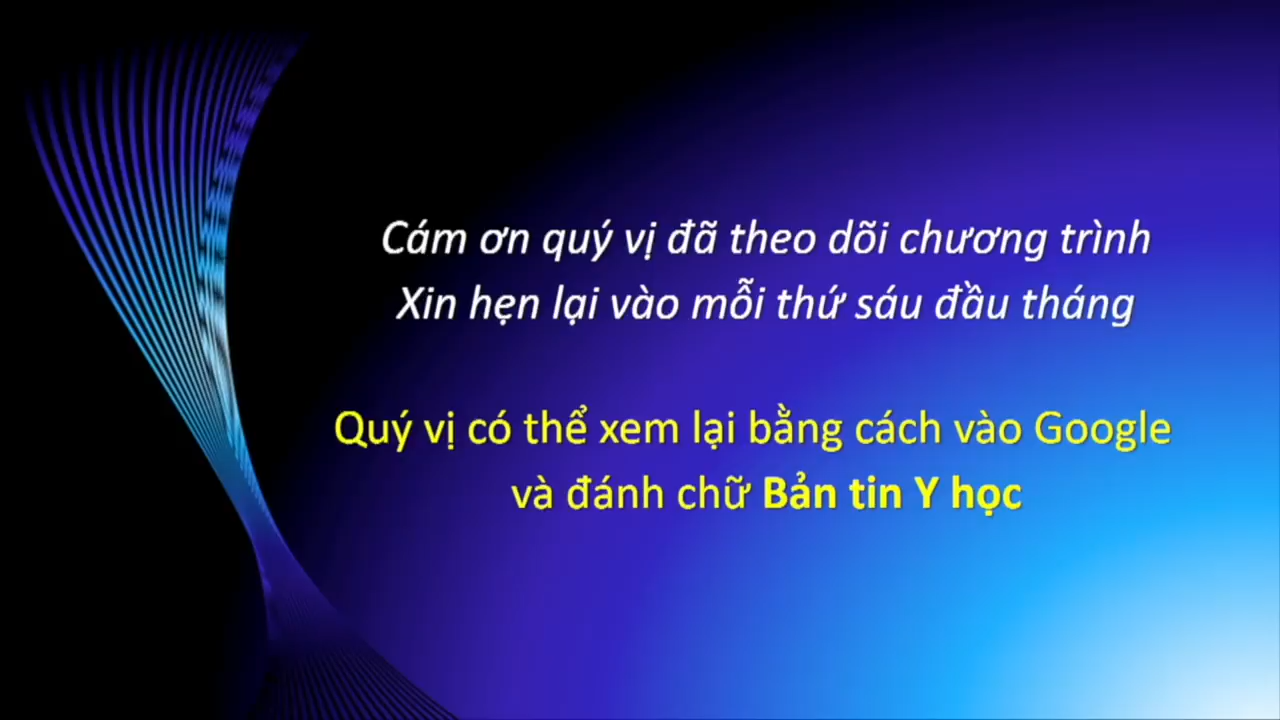 Cám ơn quý vị đã theo dõi chương trình
Xin hẹn lại vào mỗi thứ sáu đầu tháng
Quý vị có thể xem lại bằng cách vào Google
và đánh chữ Bản tin Y học